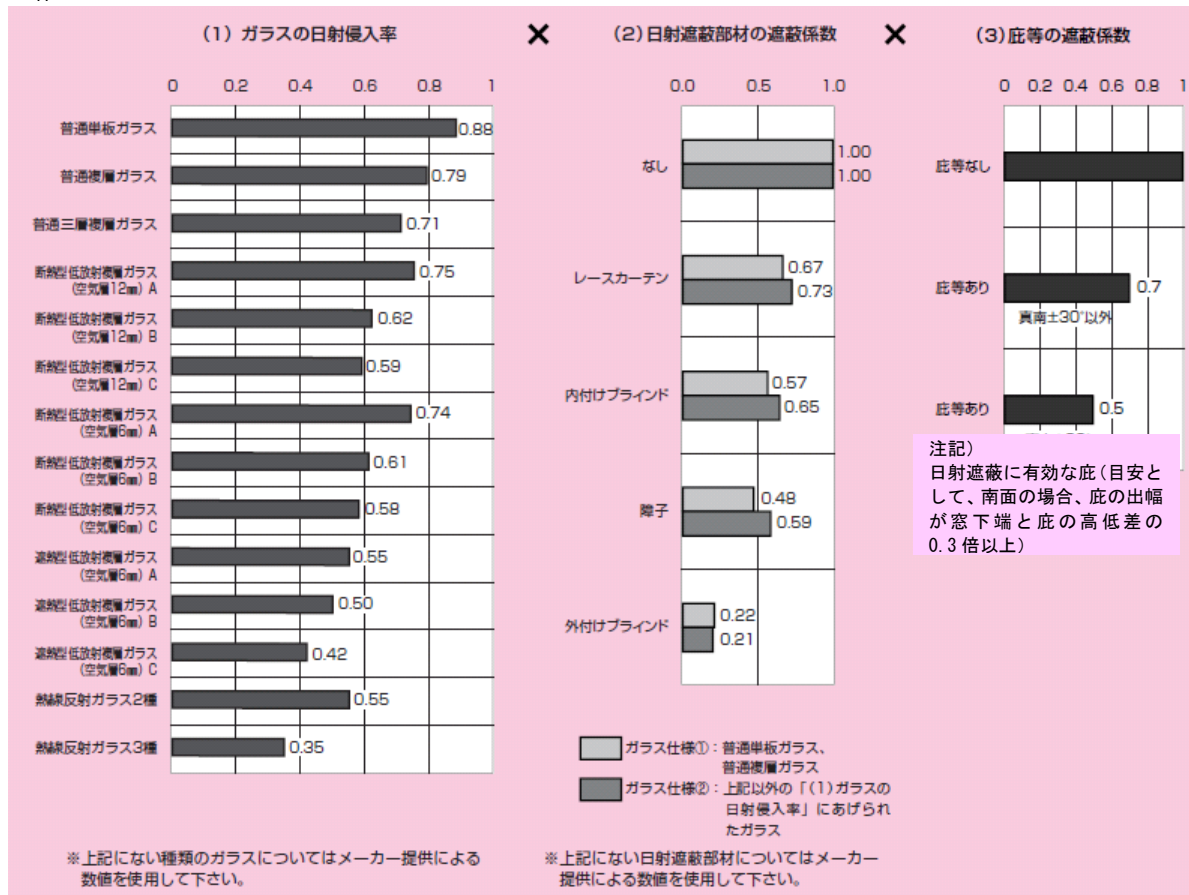 (1) ガラスの日射侵入率
×
(2)日射遮蔽部材の遮蔽係数
×
(3)庇等の遮蔽係数
0 0.2 0.4 0.6 0.8 1
普通単板ガラス 0.88
普通複層ガラス 0.79
普通三層複層ガラス 0.71
断熱型低放射複層ガラス 0.75
(空気層12㎜) A
断熱型低放射複層ガラス 0.62
(空気層12㎜) B
断熱型低放射複層ガラス 0.59
(空気層12㎜) C
断熱型低放射複層ガラス 0.74
(空気層6㎜) A
断熱型低放射複層ガラス 0.61
(空気層6㎜) B
断熱型低放射複層ガラス 0.58
(空気層6㎜) C
遮熱型低放射複層ガラス 0.55
(空気層6㎜) A
遮熱型低放射複層ガラス 0.50
(空気層6㎜) B
遮熱型低放射複層ガラス 0.42
(空気層6㎜) C
熱線反射ガラス2種 0.55
熱線反射ガラス3種 0.35
※上記にない種類のガラスについてはメーカー提供による
数値を使用して下さい。
0.0 0.5 1.0
なし 1.00
1.00
レースカーテン 0.67
0.73
内付けブラインド 0.57
0.65
障子 0.48
0.59
外付けブラインド 0.22
0.21
ガラス仕様①:普通単板ガラス、
普通複層ガラス
ガラス仕様②:上記以外の「(1)ガラスの
日射侵入率」にあげられ
たガラス
※上記にない日射遮蔽部材についてはメーカー
提供による数値を使用して下さい。
0 0.2 0.4 0.6 0.8 1
庇等なし
庇等あり 0.7
真南±30°以外
庇等あり 0.5
注記)
日射遮蔽に有効な庇(目安と
して、南面の場合、庇の出幅
が窓下端と庇の高低差の
0.3倍以上)